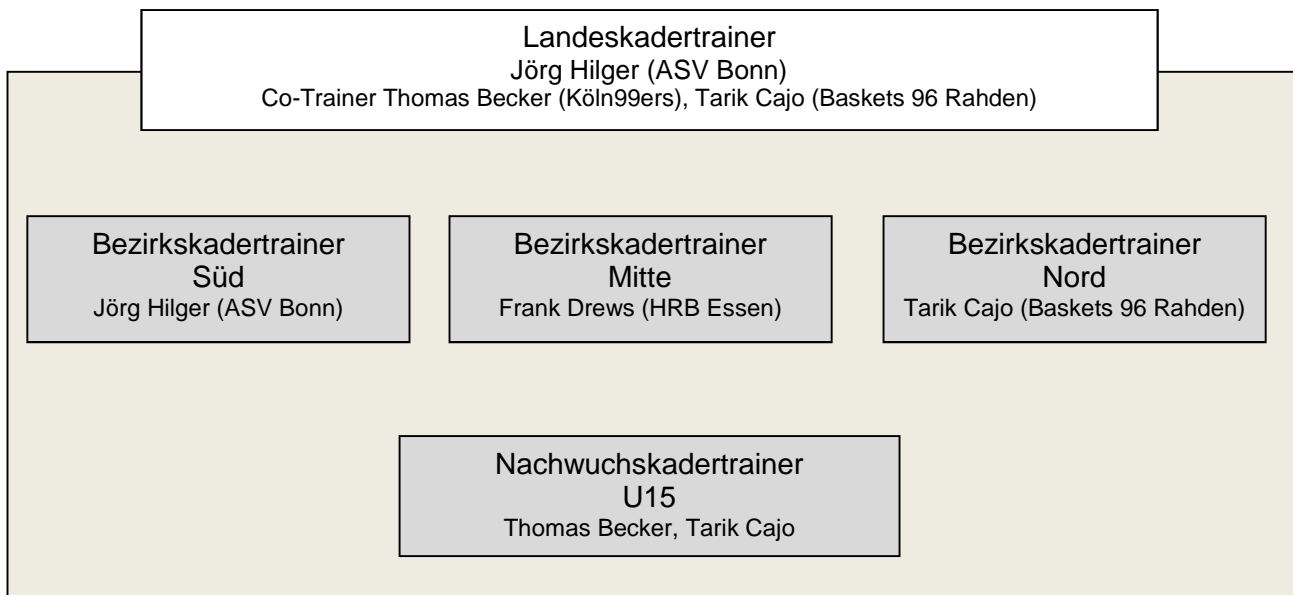 Landeskadertrainer
Jörg Hilger (ASV Bonn)
Co-Trainer Thomas Becker (Köln99ers), Tarik Cajo (Baskets 96 Rahden)
Bezirkskadertrainer
Süd
Jörg Hilger (ASV Bonn)
Bezirkskadertrainer
Mitte
Frank Drews (HRB Essen)
Bezirkskadertrainer
Nord
Tarik Cajo (Baskets 96 Rahden)
Nachwuchskadertrainer
U15
Thomas Becker, Tarik Cajo